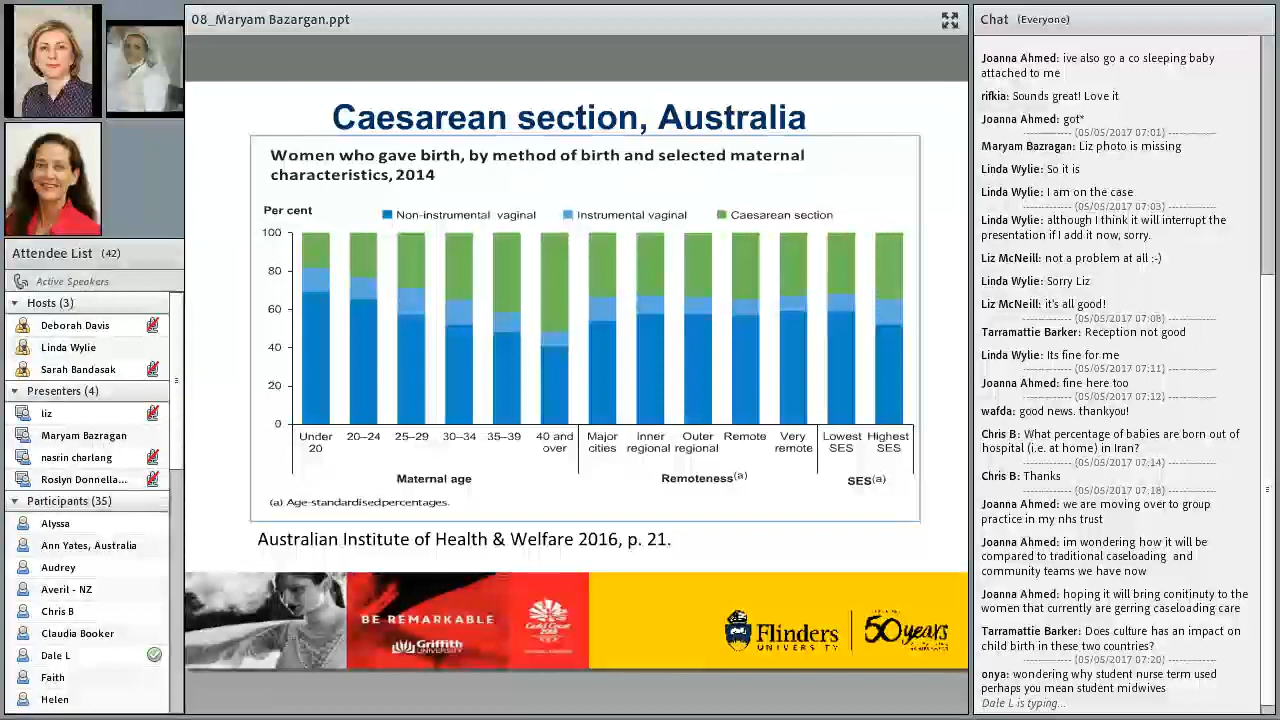 08_Maryam Bazargan.ppt
Caesarean section, Australia
Women who gave birth, by method of birth and selected maternal
characteristics, 2014
Per cent
Non-instrumental vaginal
Instrumental vaginal
Caesarean section
100
80
60
40
20
0
Under
20
20–24
25–29
30–34
35–39
40 and
over
Major
cities
Inner
regional
Outer
regional
Remote
Very
remote
Lowest
SES
Highest
SES
Maternal age
Remoteness(a)
SES(a)
(a) Age-standardised percentages.
Australian Institute of Health & Welfare 2016, p. 21.
BE REMARKABLE
Griffith
UNIVERSITY
Gold Coast
2018
Flinders
UNIVERSITY
50 years
Attendee List (42)
Active Speakers
Hosts (3)
Deborah Davis
Linda Wylie
Sarah Bandasak
Presenters (4)
liz
Maryam Bazragan
nasrin charlang
Roslyn Donnella...
Participants (35)
Alyssa
Ann Yates, Australia
Audrey
Averil - NZ
Chris B
Claudia Booker
Dale L
Faith
Helen
Chat (Everyone)
Joanna Ahmed: ive also go a co sleeping baby
attached to me
rifkia: Sounds great! Love it
Joanna Ahmed: got*
------------ (05/05/2017 07:01) ------------
Maryam Bazragan: Liz photo is missing
Linda Wylie: So it is
Linda Wylie: I am on the case
------------ (05/05/2017 07:03) ------------
Linda Wylie: although I think it will interrupt the
presentation if I add it now, sorry.
Liz McNeill: not a problem at all :-)
Linda Wylie: Sorry Liz
Liz McNeill: it's all good!
------------ (05/05/2017 07:08) ------------
Tarramattie Barker: Reception not good
Linda Wylie: Its fine for me
------------ (05/05/2017 07:11) ------------
Joanna Ahmed: fine here too
------------ (05/05/2017 07:12) ------------
wafda: good news. thankyou!
Chris B: What percentage of babies are born out of
hospital (i.e. at home) in Iran?
------------ (05/05/2017 07:14) ------------
Chris B: Thanks
------------ (05/05/2017 07:18) ------------
Joanna Ahmed: we are moving over to group
practice in my nhs trust
Joanna Ahmed: im wondering how it will be
compared to traditional caseloading and
community teams we have now
Joanna Ahmed: hoping it will bring conitinuty to the
women that currently are gering caseloading care
Tarramattie Barker: Does culture has an impact on
child birth in these two countries?
------------ (05/05/2017 07:20) ------------
onya: wondering why student nurse term used
perhaps you mean student midwives
Dale L is typing...